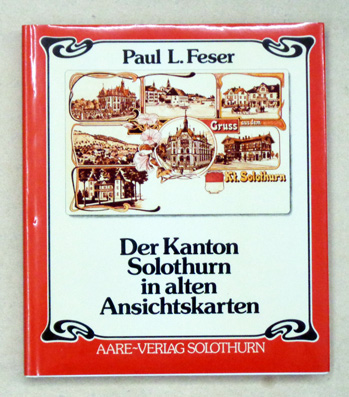 Paul L. Feser
Gruss
aus dem
Kt. Solothurn
Der Kanton
Solothurn
in alten
Ansichtskarten
AARE-VERLAG SOLOTHURN